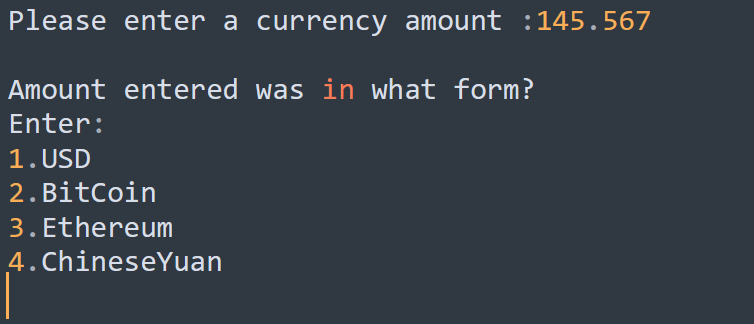 Please enter a currency amount :145.567
Amount entered was in what form?
Enter:
1.USD
2.BitCoin
3.Ethereum
4.ChineseYuan